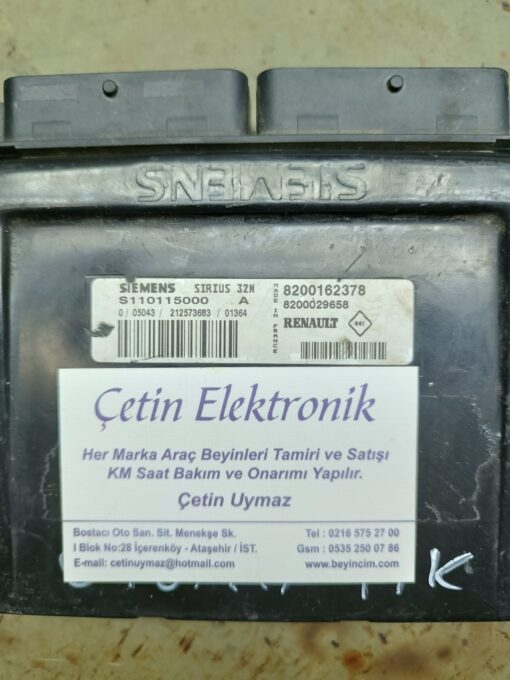 SIEMENS
SIEMENS SIRIUS 32N
S110115000 A
0 / 05043 / 212573683 / 01364
MADE IN FRANCE
8200162378
8200029658
RENAULT
Çetin Elektronik
Her Marka Araç Beyinleri Tamiri ve Satışı
KM Saat Bakım ve Onarımı Yapılır.
Çetin Uymaz
Bostacı Oto San. Sit. Menekşe Sk.
I Blok No:28 İçerenköy - Ataşehir / İST.
E-mail: cetinuymaz@hotmail.com
Tel : 0216 575 27 00
Gsm : 0535 250 07 86
www.beyincim.com
K